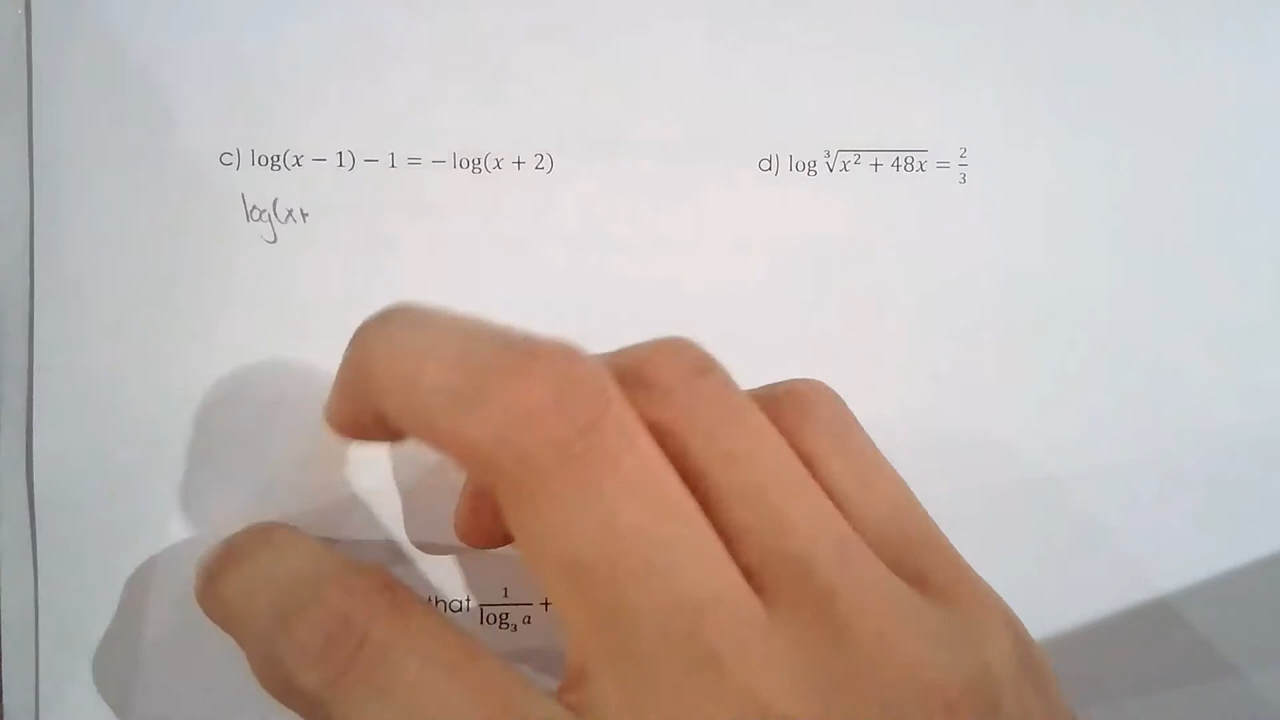 c) log(x − 1) − 1 = − log(x + 2)
d) log ∛(x² + 48x) = 2/3
log(x+
that 1/log₃ a +